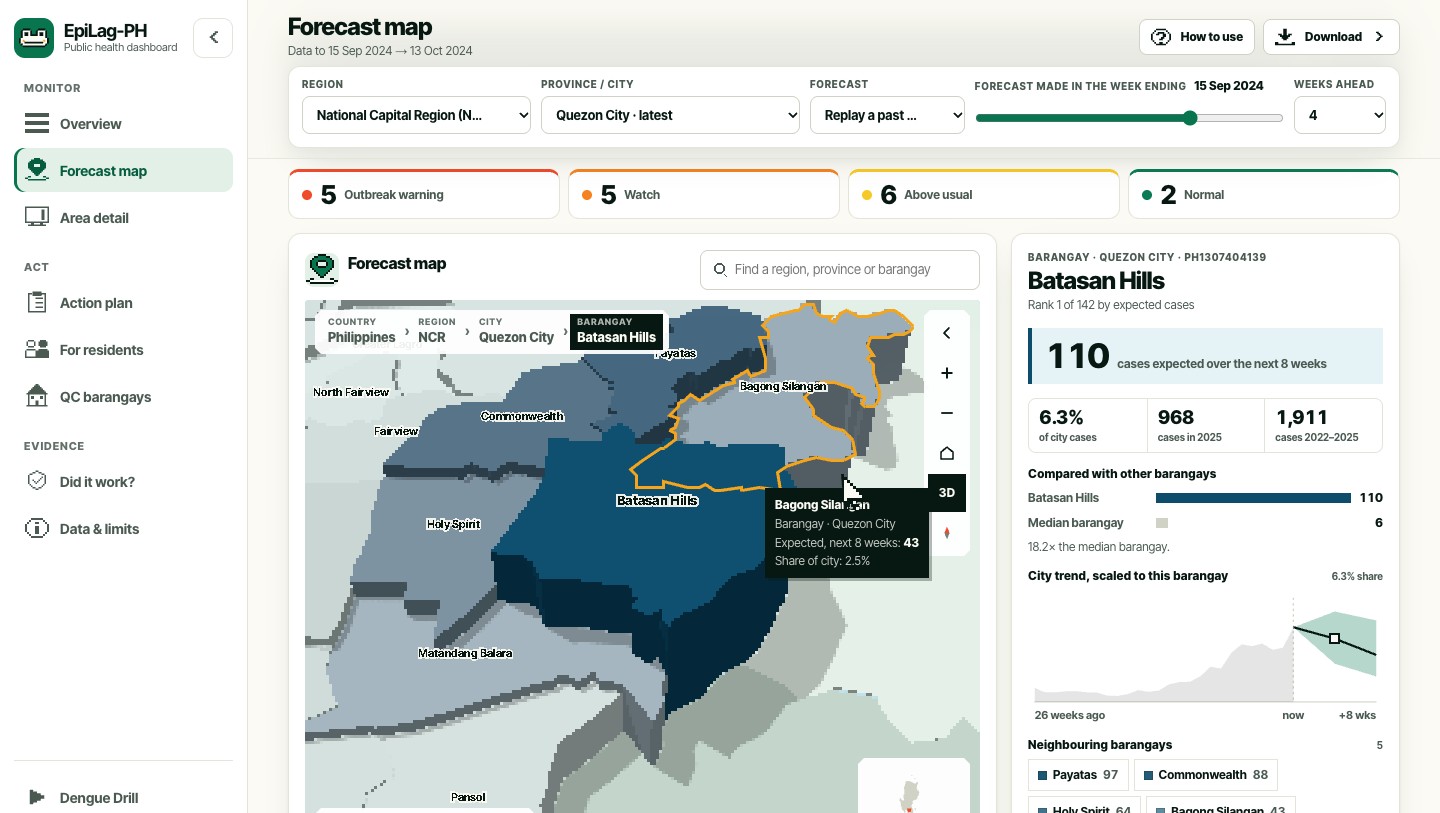 EpiLag-PH
Public health dashboard
MONITOR
Overview
Forecast map
Area detail
ACT
Action plan
For residents
QC barangays
EVIDENCE
Did it work?
Data & limits
Dengue Drill
Forecast map
Data to 15 Sep 2024 → 13 Oct 2024
How to use
Download
REGION
National Capital Region (N...
PROVINCE / CITY
Quezon City · latest
FORECAST
Replay a past ...
FORECAST MADE IN THE WEEK ENDING 15 Sep 2024
WEEKS AHEAD
4
5 Outbreak warning
5 Watch
6 Above usual
2 Normal
Forecast map
Find a region, province or barangay
COUNTRY
Philippines
REGION
NCR
CITY
Quezon City
BARANGAY
Batasan Hills
Payatas
Bagong Silangan
North Fairview
Commonwealth
Fairview
Batasan Hills
Holy Spirit
Matandang Balara
Pansol
3D
Bagong Silangan
Barangay · Quezon City
Expected, next 8 weeks: 43
Share of city: 2.5%
BARANGAY · QUEZON CITY · PH1307404139
Batasan Hills
Rank 1 of 142 by expected cases
110 cases expected over the next 8 weeks
6.3%
of city cases
968
cases in 2025
1,911
cases 2022–2025
Compared with other barangays
Batasan Hills 110
Median barangay 6
18.2× the median barangay.
City trend, scaled to this barangay 6.3% share
26 weeks ago now +8 wks
Neighbouring barangays 5
Payatas 97
Commonwealth 88
Holy Spirit 64
Bagong Silangan 43